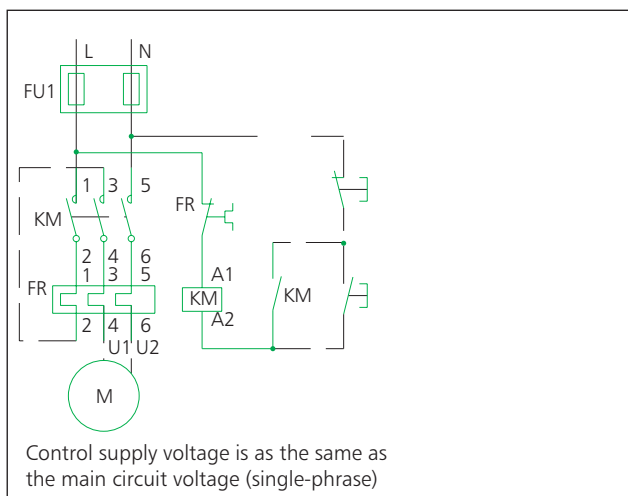 L N
FU1
1 3 5
KM
FR
2 4 6
1 3 5
FR
A1
KM
KM
A2
2 4 6
U1 U2
M
Control supply voltage is as the same as
the main circuit voltage (single-phrase)